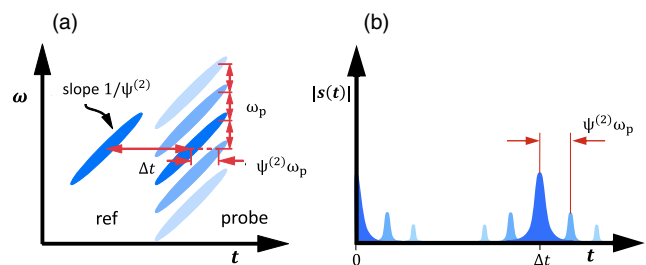 (a)
slope 1/ψ⁽²⁾
ω
ωₚ
Δt
ψ⁽²⁾ωₚ
ref
probe
t
(b)
|s(t)|
ψ⁽²⁾ωₚ
0
Δt
t